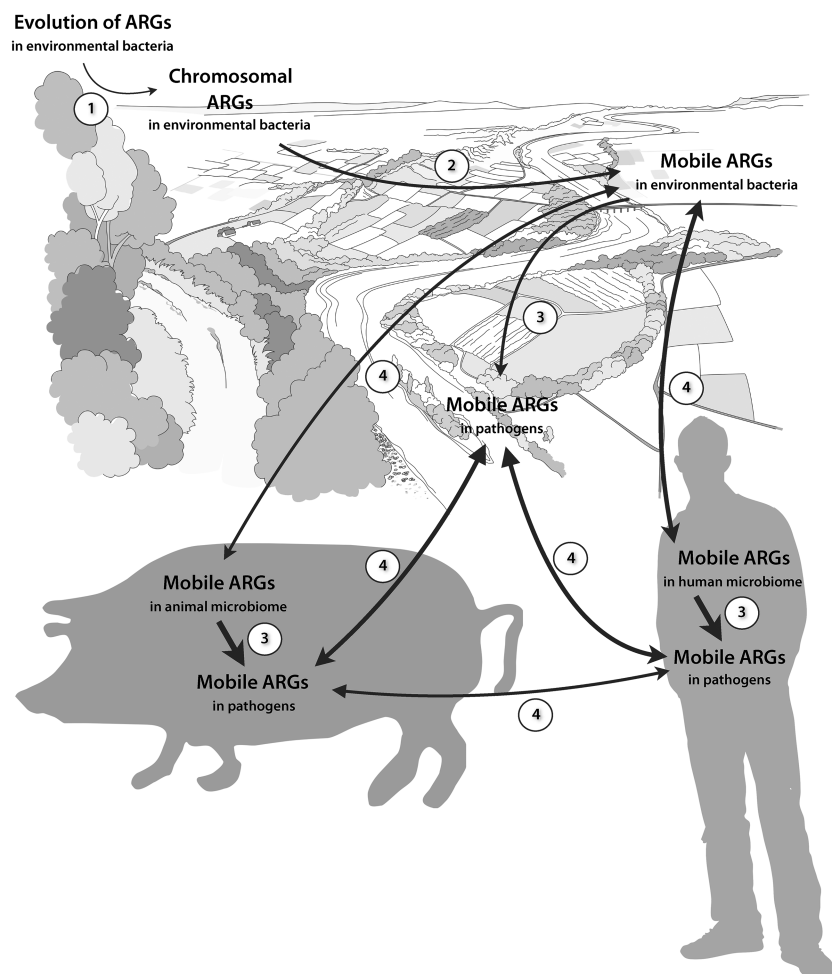 Evolution of ARGs
in environmental bacteria
1
Chromosomal
ARGs
in environmental bacteria
2
Mobile ARGs
in environmental bacteria
3
4
4
Mobile ARGs
in pathogens
4
4
Mobile ARGs
in animal microbiome
3
Mobile ARGs
in pathogens
Mobile ARGs
in human microbiome
3
Mobile ARGs
in pathogens
4